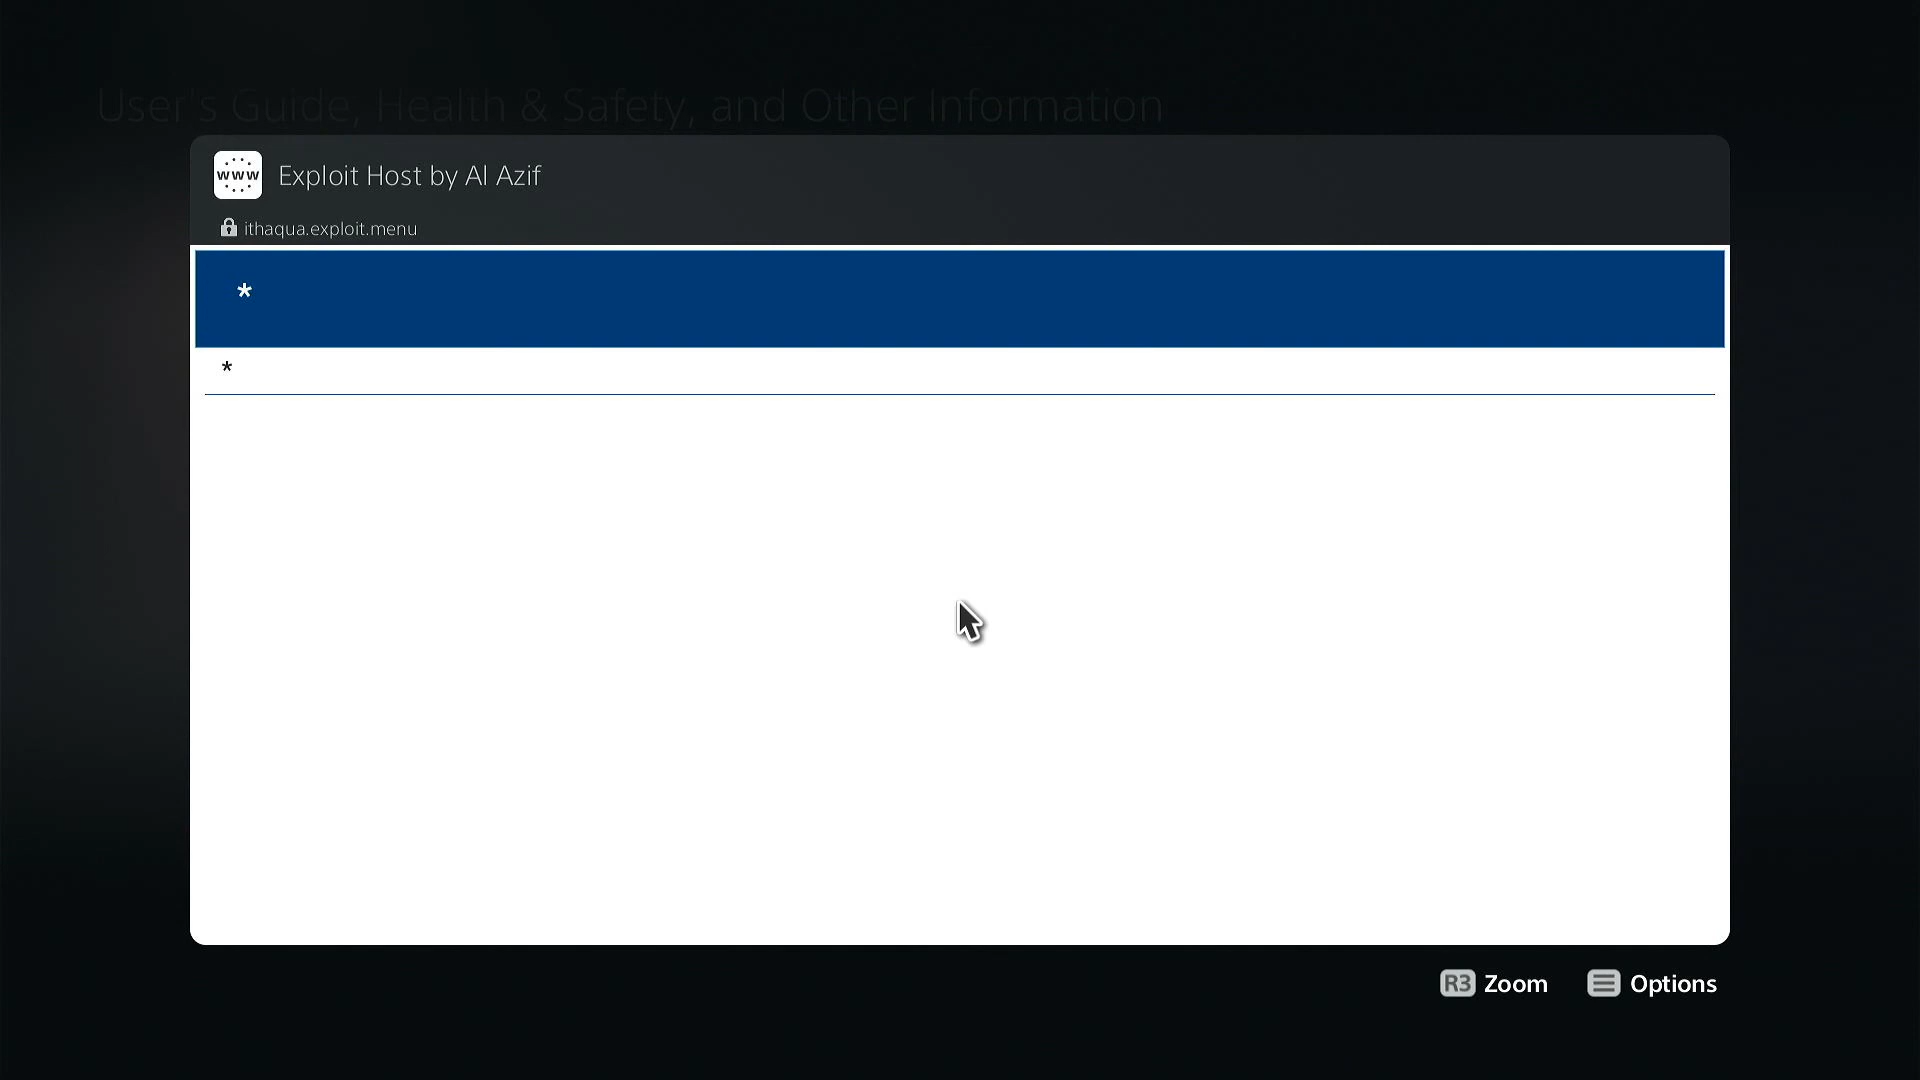 User's Guide, Health & Safety, and Other Information
www
Exploit Host by Al Azif
ithaqua.exploit.menu
*
*
R3 Zoom
Options